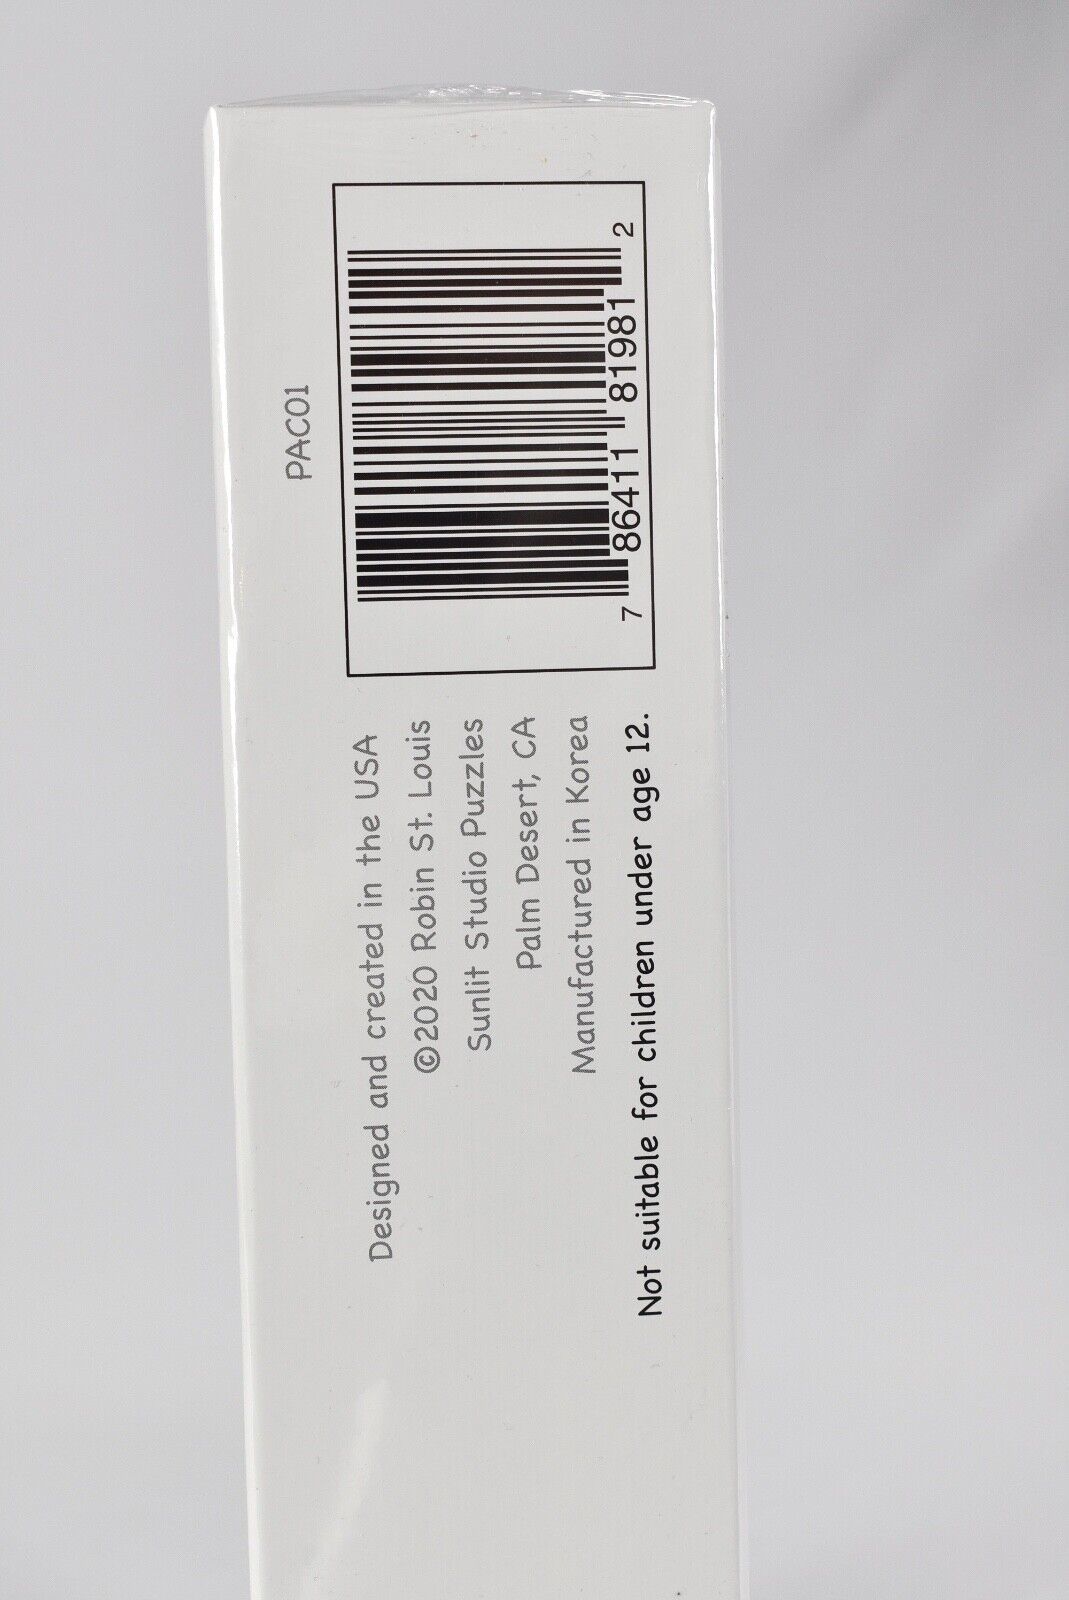 PAC01
7 86411 81981 2
Designed and created in the USA
©2020 Robin St. Louis
Sunlit Studio Puzzles
Palm Desert, CA
Manufactured in Korea
Not suitable for children under age 12.